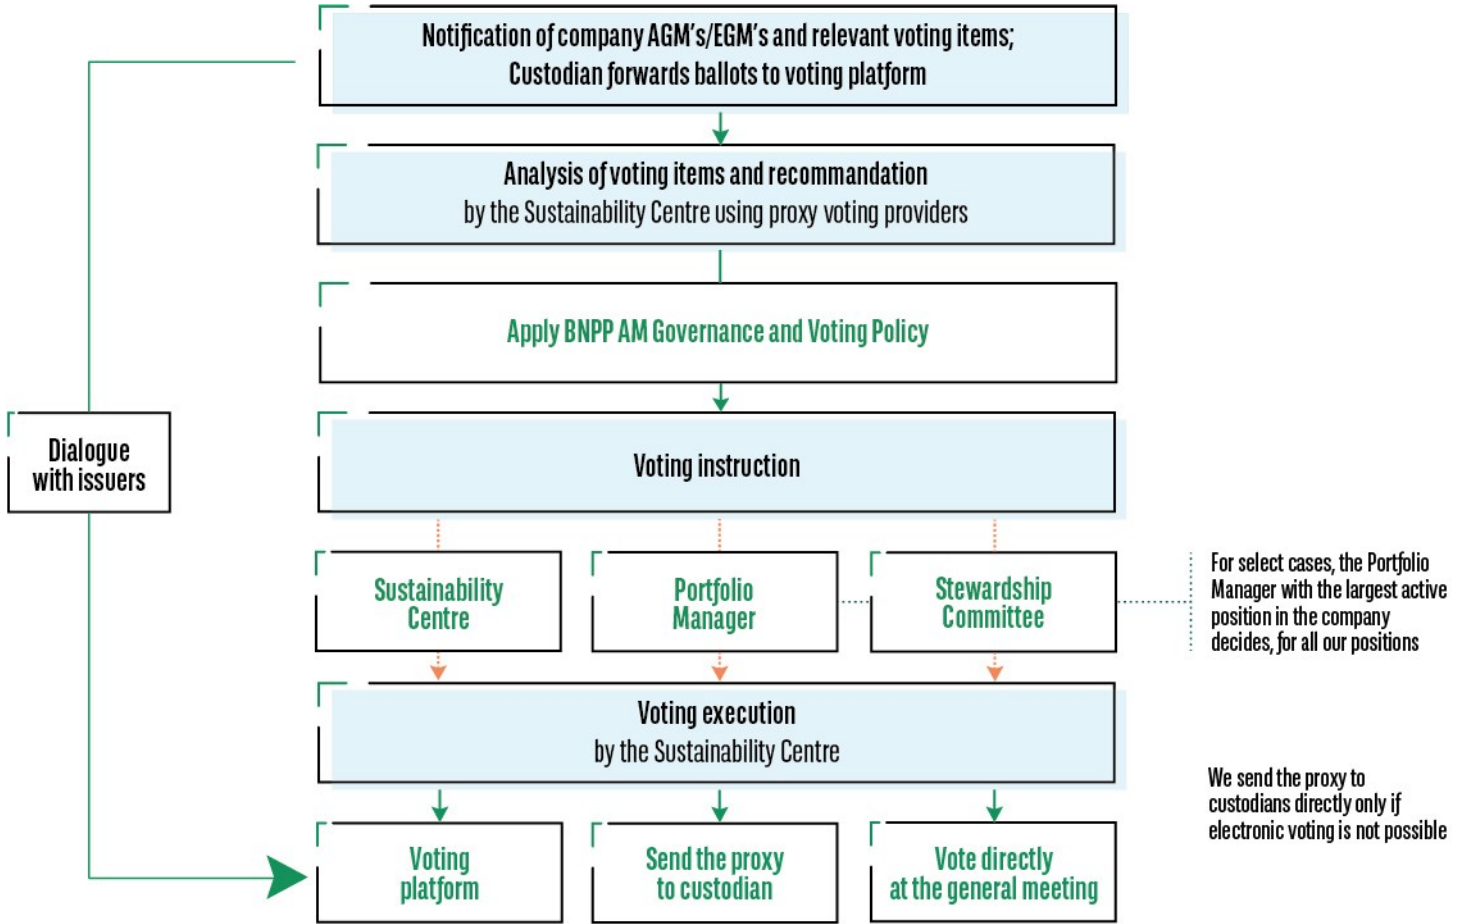 Notification of company AGM's/EGM's and relevant voting items;
Custodian forwards ballots to voting platform
Analysis of voting items and recommandation
by the Sustainability Centre using proxy voting providers
Apply BNPP AM Governance and Voting Policy
Dialogue
with issuers
Voting instruction
Sustainability
Centre
Portfolio
Manager
Stewardship
Committee
For select cases, the Portfolio
Manager with the largest active
position in the company
decides, for all our positions
Voting execution
by the Sustainability Centre
We send the proxy to
custodians directly only if
electronic voting is not possible
Voting
platform
Send the proxy
to custodian
Vote directly
at the general meeting